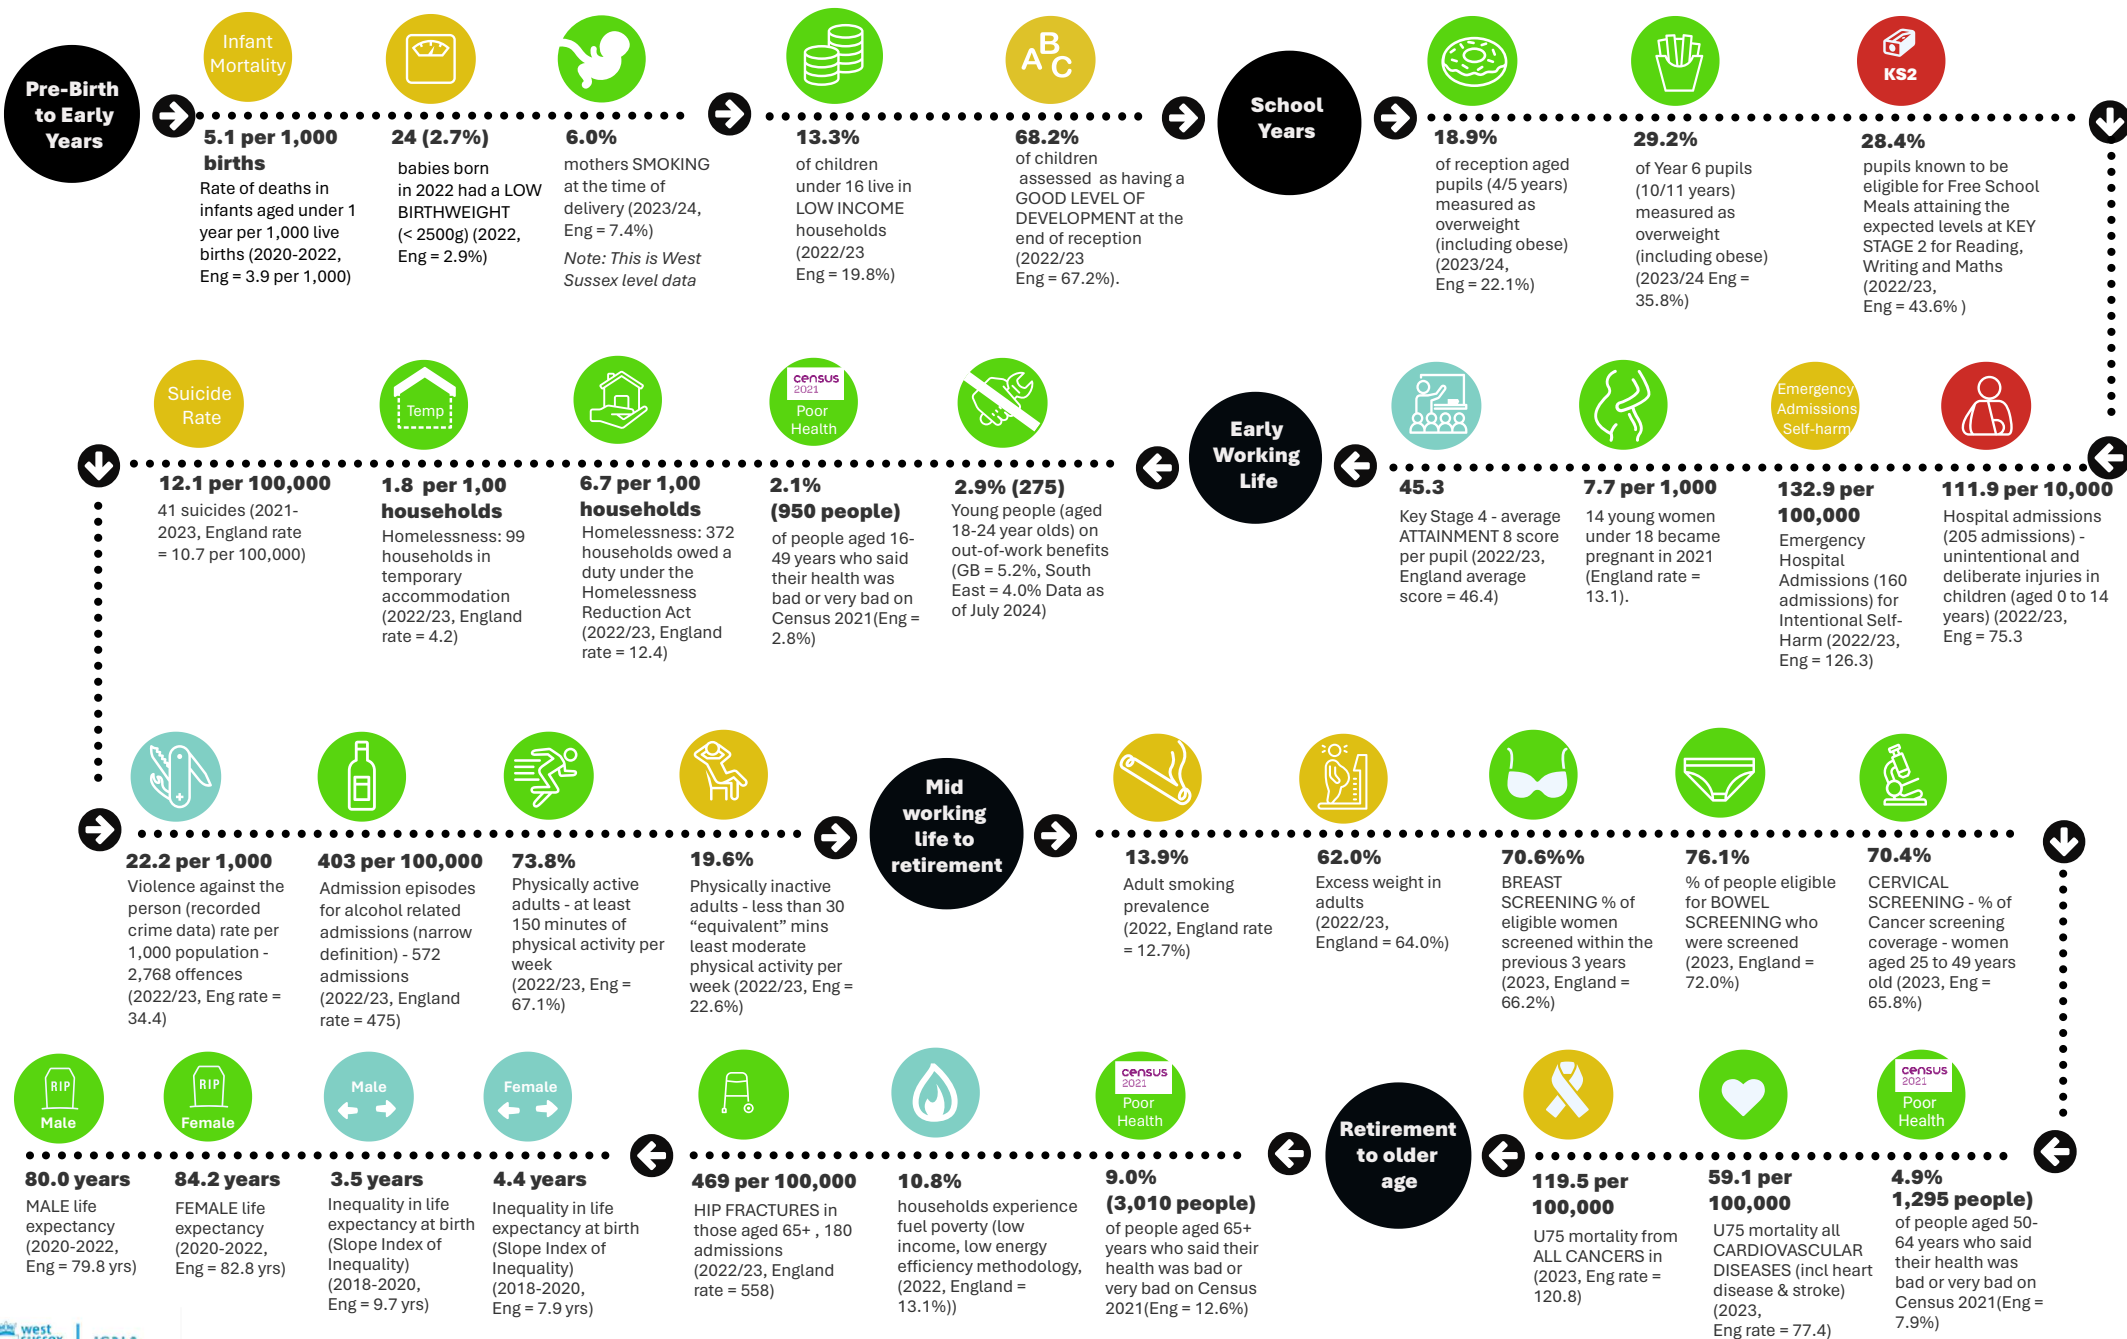 Pre-Birth
to Early
Years
Infant
Mortality
5.1 per 1,000
births
Rate of deaths in
infants aged under 1
year per 1,000 live
births (2020-2022,
Eng = 3.9 per 1,000)
24 (2.7%)
babies born
in 2022 had a LOW
BIRTHWEIGHT
(< 2500g) (2022,
Eng = 2.9%)
6.0%
mothers SMOKING
at the time of
delivery (2023/24,
Eng = 7.4%)
Note: This is West
Sussex level data
13.3%
of children
under 16 live in
LOW INCOME
households
(2022/23
Eng = 19.8%)
A B C
68.2%
of children
assessed as having a
GOOD LEVEL OF
DEVELOPMENT at the
end of reception
(2022/23
Eng = 67.2%).
School
Years
18.9%
of reception aged
pupils (4/5 years)
measured as
overweight
(including obese)
(2023/24,
Eng = 22.1%)
29.2%
of Year 6 pupils
(10/11 years)
measured as
overweight
(including obese)
(2023/24 Eng =
35.8%)
KS2
28.4%
pupils known to be
eligible for Free School
Meals attaining the
expected levels at KEY
STAGE 2 for Reading,
Writing and Maths
(2022/23,
Eng = 43.6% )
111.9 per 10,000
Hospital admissions
(205 admissions) -
unintentional and
deliberate injuries in
children (aged 0 to 14
years) (2022/23,
Eng = 75.3
Emergency
Admissions
Self-harm
132.9 per
100,000
Emergency
Hospital
Admissions (160
admissions) for
Intentional Self-
Harm (2022/23,
Eng = 126.3)
7.7 per 1,000
14 young women
under 18 became
pregnant in 2021
(England rate =
13.1).
45.3
Key Stage 4 - average
ATTAINMENT 8 score
per pupil (2022/23,
England average
score = 46.4)
Early
Working
Life
2.9% (275)
Young people (aged
18-24 year olds) on
out-of-work benefits
(GB = 5.2%, South
East = 4.0% Data as
of July 2024)
census
2021
Poor
Health
2.1%
(950 people)
of people aged 16-
49 years who said
their health was
bad or very bad on
Census 2021(Eng =
2.8%)
6.7 per 1,00
households
Homelessness: 372
households owed a
duty under the
Homelessness
Reduction Act
(2022/23, England
rate = 12.4)
Temp
1.8 per 1,00
households
Homelessness: 99
households in
temporary
accommodation
(2022/23, England
rate = 4.2)
Suicide
Rate
12.1 per 100,000
41 suicides (2021-
2023, England rate
= 10.7 per 100,000)
22.2 per 1,000
Violence against the
person (recorded
crime data) rate per
1,000 population -
2,768 offences
(2022/23, Eng rate =
34.4)
403 per 100,000
Admission episodes
for alcohol related
admissions (narrow
definition) - 572
admissions
(2022/23, England
rate = 475)
73.8%
Physically active
adults - at least
150 minutes of
physical activity per
week
(2022/23, Eng =
67.1%)
19.6%
Physically inactive
adults - less than 30
“equivalent” mins
least moderate
physical activity per
week (2022/23, Eng =
22.6%)
Mid
working
life to
retirement
13.9%
Adult smoking
prevalence
(2022, England rate
= 12.7%)
62.0%
Excess weight in
adults
(2022/23,
England = 64.0%)
70.6%%
BREAST
SCREENING % of
eligible women
screened within the
previous 3 years
(2023, England =
66.2%)
76.1%
% of people eligible
for BOWEL
SCREENING who
were screened
(2023, England =
72.0%)
70.4%
CERVICAL
SCREENING - % of
Cancer screening
coverage - women
aged 25 to 49 years
old (2023, Eng =
65.8%)
census
2021
Poor
Health
4.9%
1,295 people)
of people aged 50-
64 years who said
their health was
bad or very bad on
Census 2021(Eng =
7.9%)
59.1 per
100,000
U75 mortality all
CARDIOVASCULAR
DISEASES (incl heart
disease & stroke)
(2023,
Eng rate = 77.4)
119.5 per
100,000
U75 mortality from
ALL CANCERS in
(2023, Eng rate =
120.8)
Retirement
to older
age
census
2021
Poor
Health
9.0%
(3,010 people)
of people aged 65+
years who said their
health was bad or
very bad on Census
2021(Eng = 12.6%)
10.8%
households experience
fuel poverty (low
income, low energy
efficiency methodology,
(2022, England =
13.1%))
469 per 100,000
HIP FRACTURES in
those aged 65+ , 180
admissions
(2022/23, England
rate = 558)
Female
4.4 years
Inequality in life
expectancy at birth
(Slope Index of
Inequality)
(2018-2020,
Eng = 7.9 yrs)
Male
3.5 years
Inequality in life
expectancy at birth
(Slope Index of
Inequality)
(2018-2020,
Eng = 9.7 yrs)
RIP
Female
84.2 years
FEMALE life
expectancy
(2020-2022,
Eng = 82.8 yrs)
RIP
Male
80.0 years
MALE life
expectancy
(2020-2022,
Eng = 79.8 yrs)
west